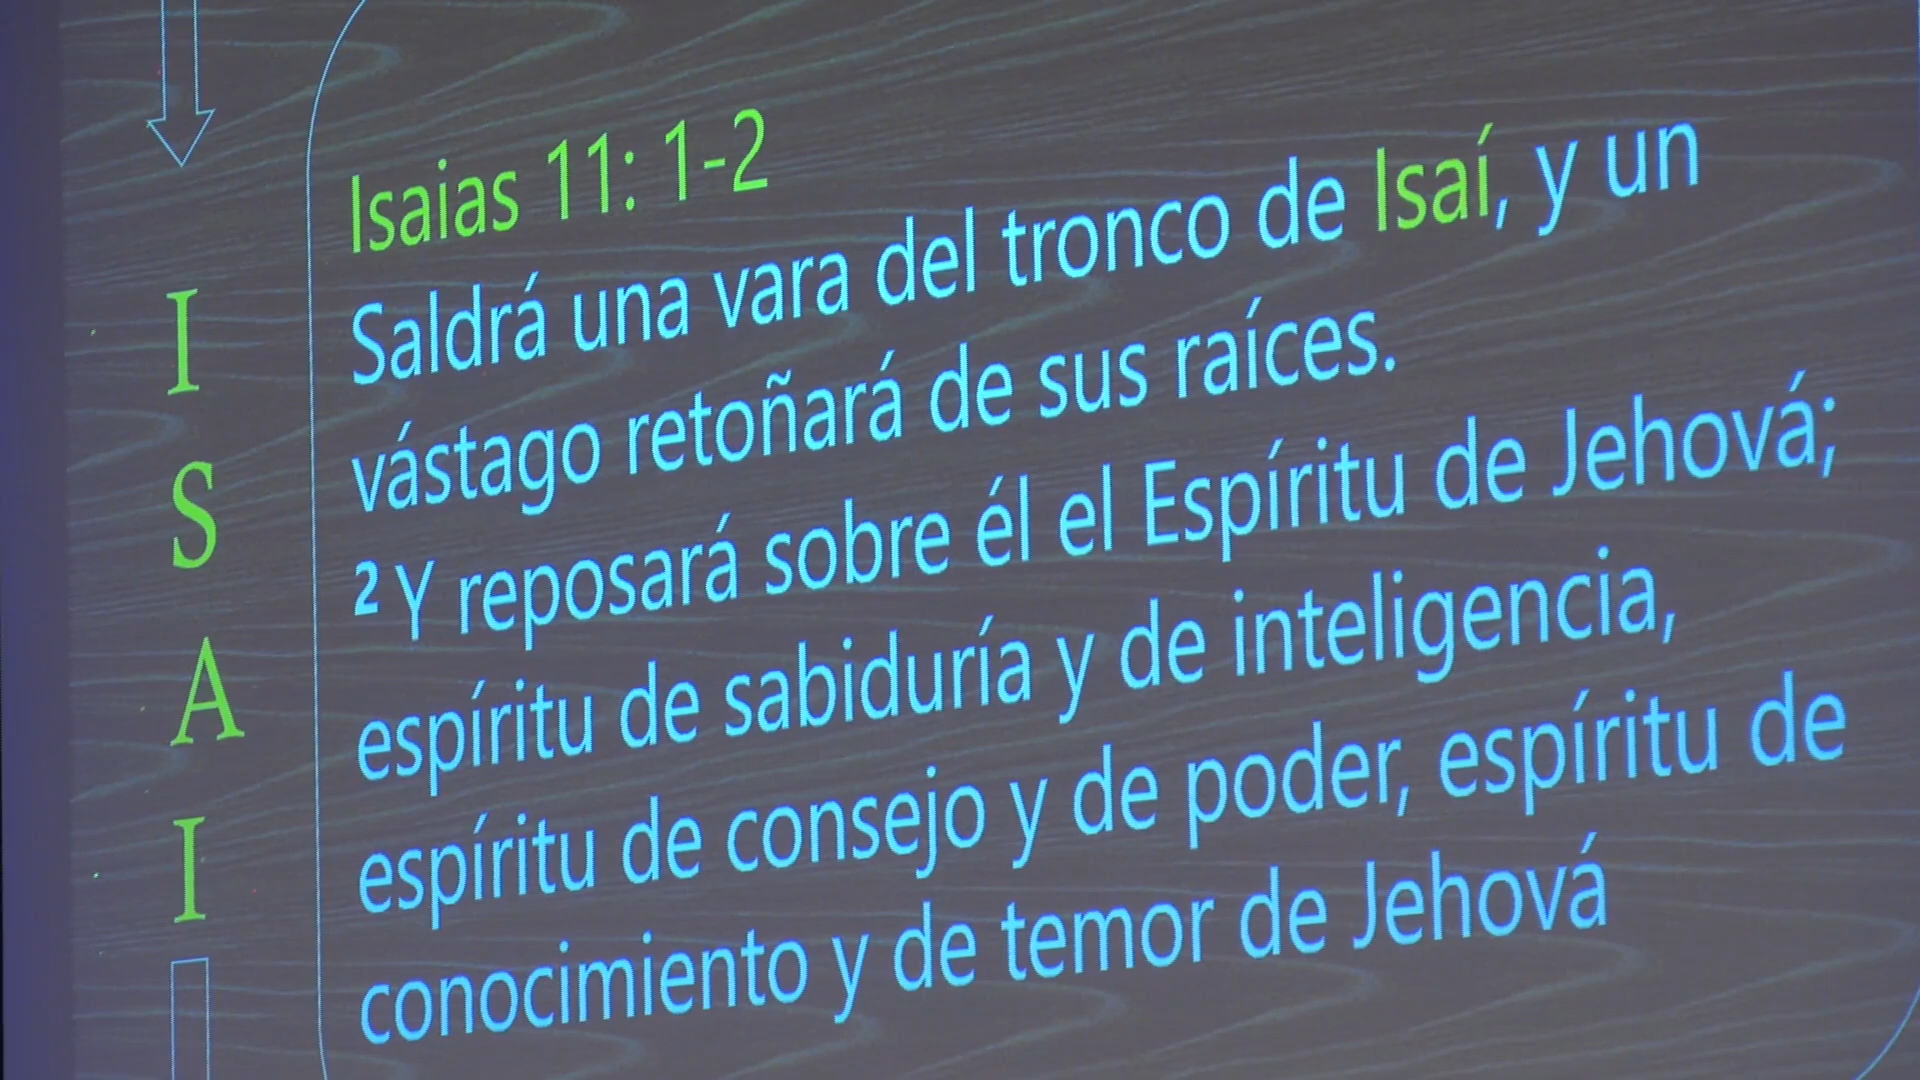 I
S
A
I
Isaias 11: 1-2
Saldrá una vara del tronco de Isaí, y un
vástago retoñará de sus raíces.
2 Y reposará sobre él el Espíritu de Jehová;
espíritu de sabiduría y de inteligencia,
espíritu de consejo y de poder, espíritu de
conocimiento y de temor de Jehová